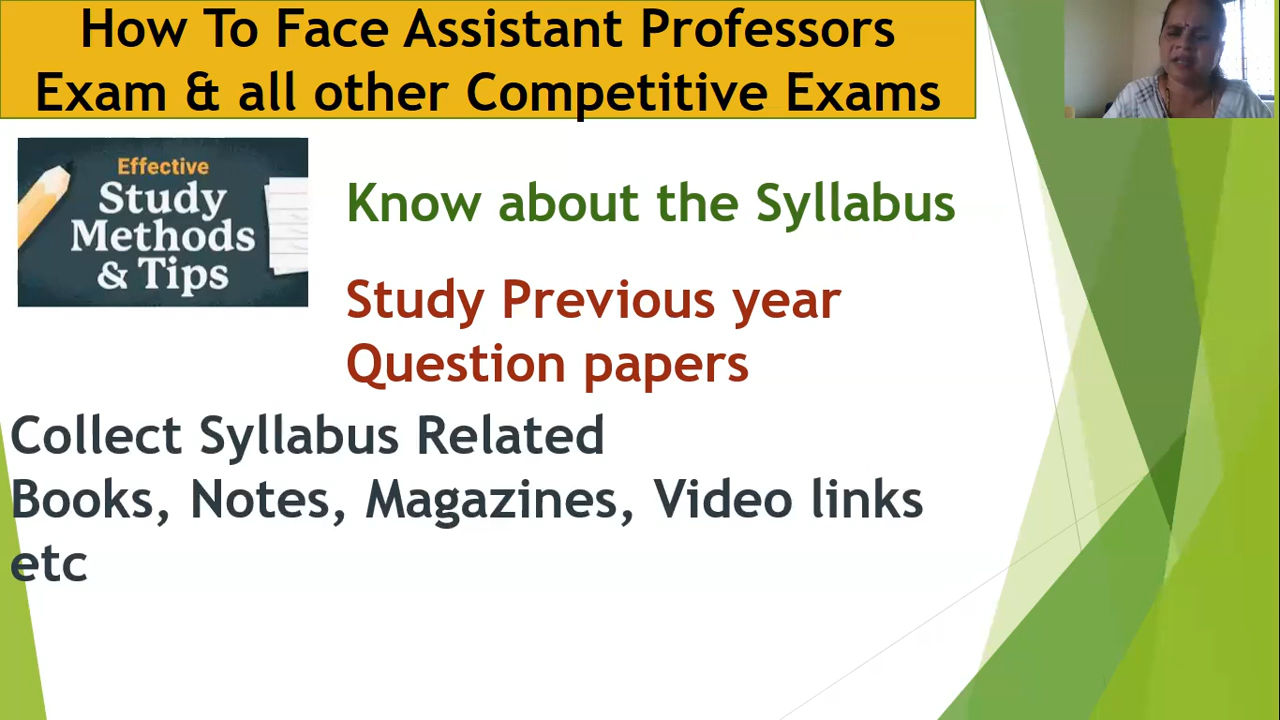 How To Face Assistant Professors
Exam & all other Competitive Exams
Effective
Study
Methods
& Tips
Know about the Syllabus
Study Previous year
Question papers
Collect Syllabus Related
Books, Notes, Magazines, Video links
etc